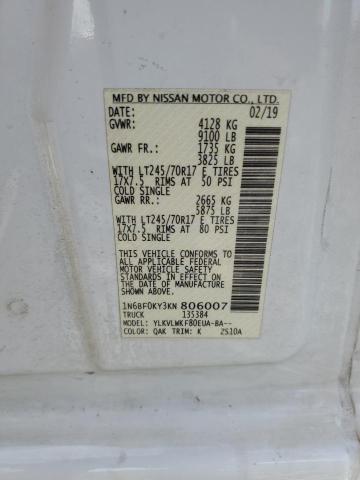 MFD BY NISSAN MOTOR CO., LTD.
DATE: 02/19
GVWR: 4128 KG
9100 LB
GAWR FR.: 1735 KG
3825 LB
WITH LT245/70R17 E TIRES
17X7.5 RIMS AT 50 PSI
COLD SINGLE
GAWR RR.: 2665 KG
5875 LB
WITH LT245/70R17 E TIRES
17X7.5 RIMS AT 80 PSI
COLD SINGLE
THIS VEHICLE CONFORMS TO ALL
APPLICABLE FEDERAL MOTOR VEHICLE
SAFETY STANDARDS IN EFFECT ON THE
DATE OF MANUFACTURE SHOWN ABOVE.
1N6BF0KY3KN 806007
TRUCK 135384
MODEL: YLKVLWKF80EUA-BA--
COLOR: QAK TRIM: K 2S10A